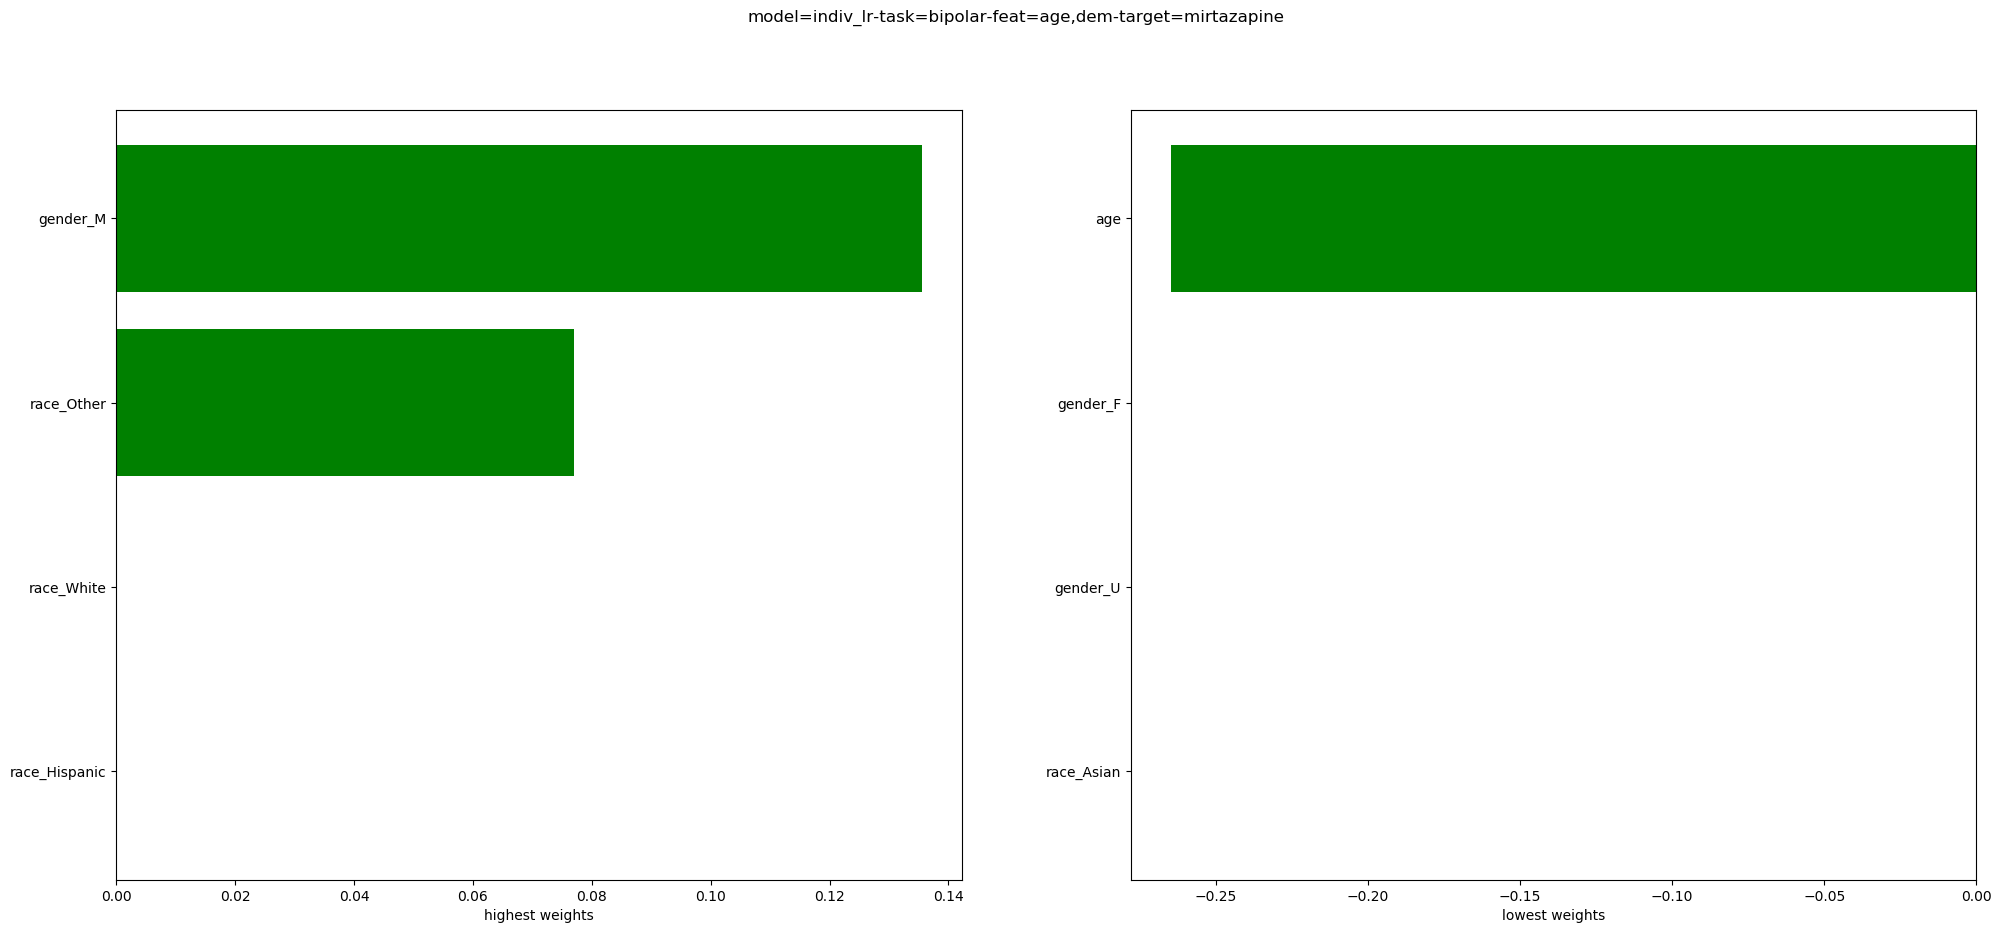 model=indiv_lr-task=bipolar-feat=age,dem-target=mirtazapine
gender_M
race_Other
race_White
race_Hispanic
0.00 0.02 0.04 0.06 0.08 0.10 0.12 0.14
highest weights
age
gender_F
gender_U
race_Asian
−0.25 −0.20 −0.15 −0.10 −0.05 0.00
lowest weights